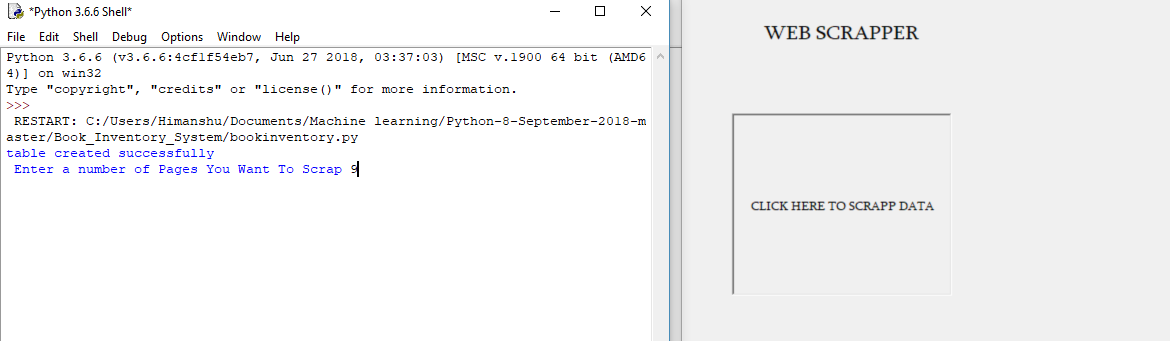 *Python 3.6.6 Shell*
File Edit Shell Debug Options Window Help
Python 3.6.6 (v3.6.6:4cf1f54eb7, Jun 27 2018, 03:37:03) [MSC v.1900 64 bit (AMD6
4)] on win32
Type "copyright", "credits" or "license()" for more information.
>>>
RESTART: C:/Users/Himanshu/Documents/Machine learning/Python-8-September-2018-m
aster/Book_Inventory_System/bookinventory.py
table created successfully
Enter a number of Pages You Want To Scrap 9
WEB SCRAPPER
CLICK HERE TO SCRAPP DATA